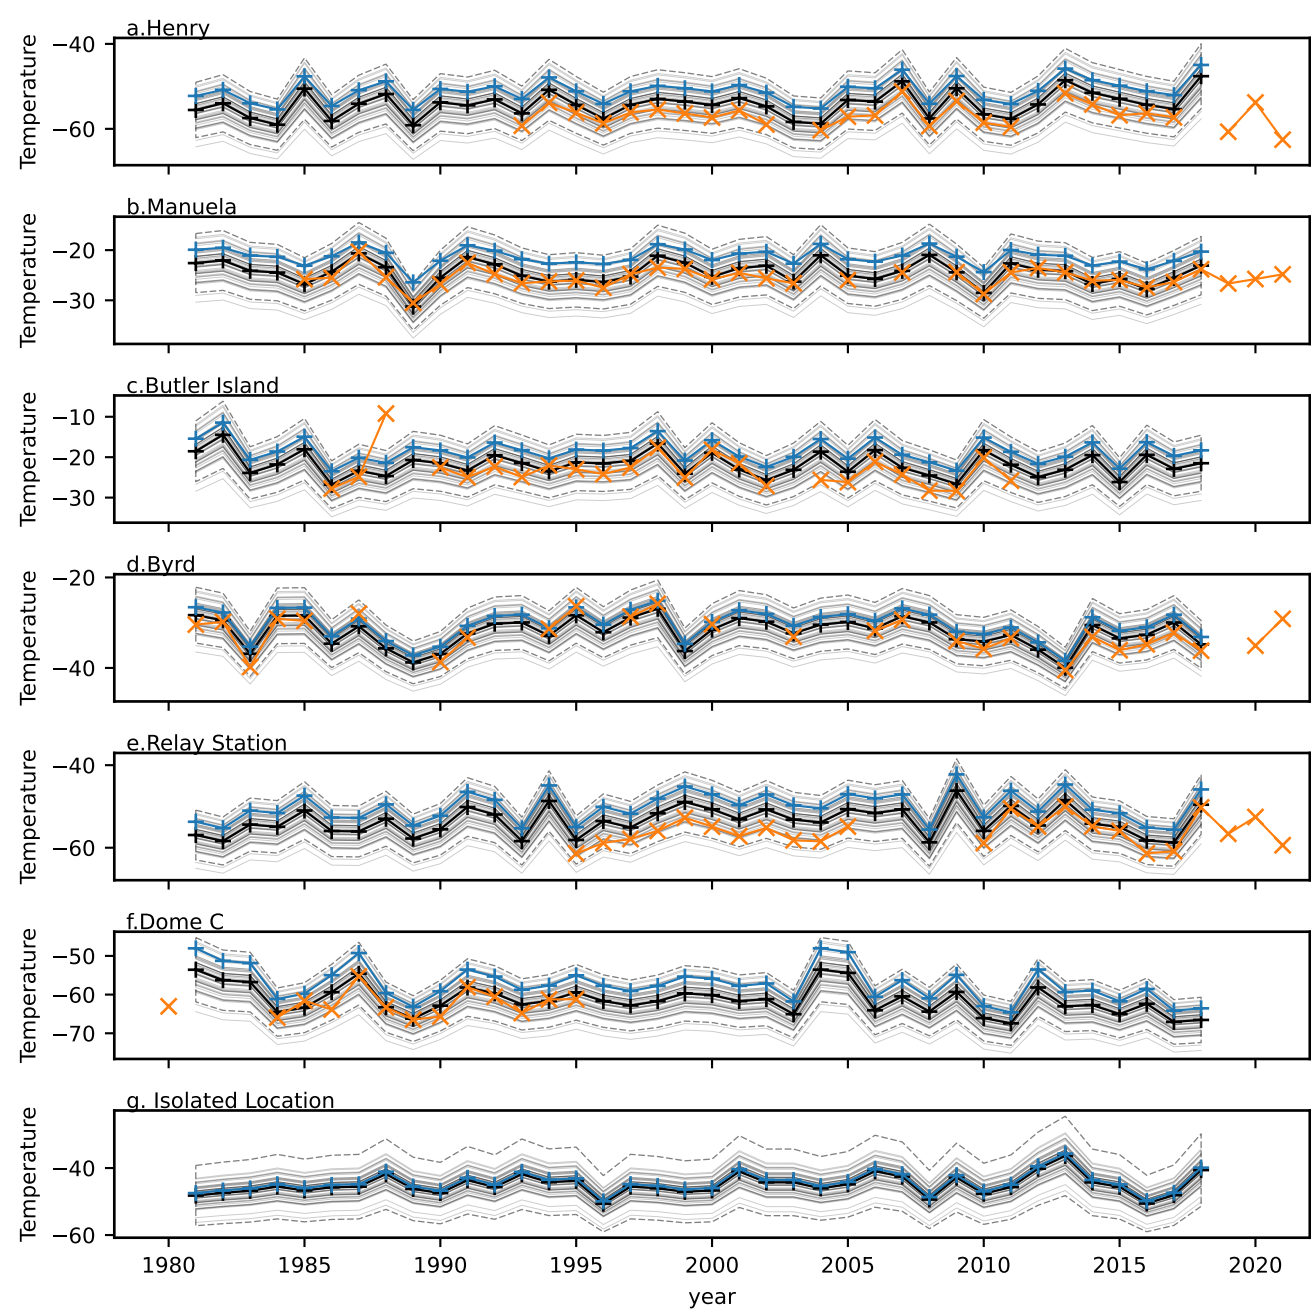 a.Henry
Temperature
−40
−60
b.Manuela
Temperature
−20
−30
c.Butler Island
Temperature
−10
−20
−30
d.Byrd
Temperature
−20
−40
e.Relay Station
Temperature
−40
−60
f.Dome C
Temperature
−50
−60
−70
g. Isolated Location
Temperature
−40
−60
1980 1985 1990 1995 2000 2005 2010 2015 2020
year